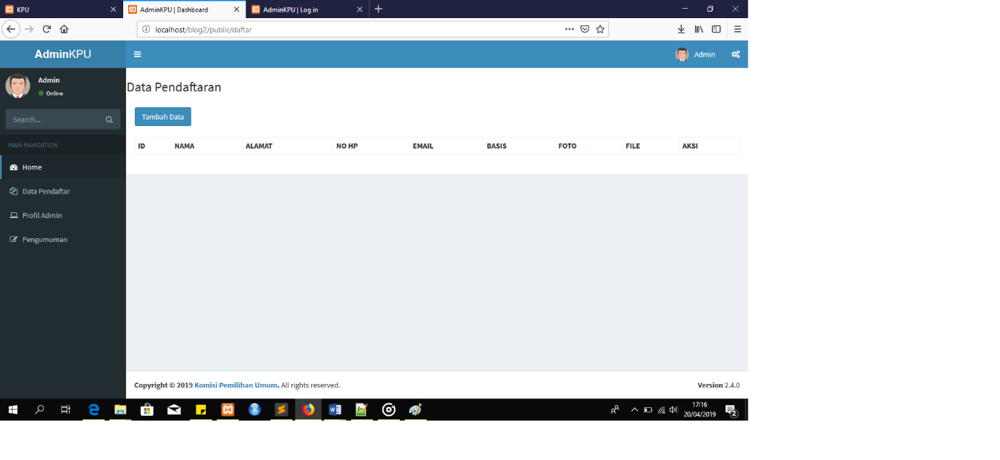 KPU
AdminKPU | Dashboard
AdminKPU | Log in
localhost/blog2/public/daftar
AdminKPU
Admin
Admin
Online
Search...
MAIN NAVIGATION
Home
Data Pendaftar
Profil Admin
Pengumuman
Data Pendaftaran
Tambah Data
ID NAMA ALAMAT NO HP EMAIL BASIS FOTO FILE AKSI
Copyright © 2019 Komisi Pemilihan Umum. All rights reserved.
Version 2.4.0
17:16
20/04/2019
2